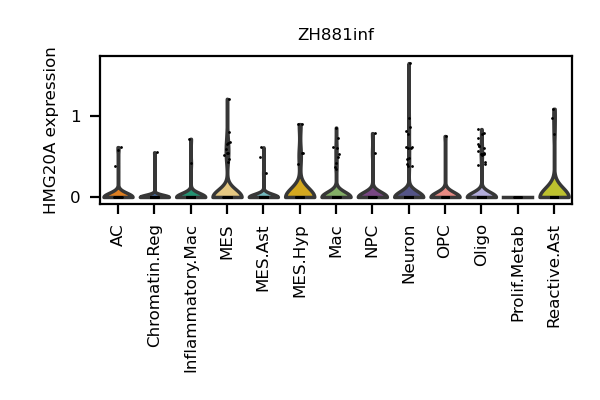 ZH881inf
HMG20A expression
1
0
AC
Chromatin.Reg
Inflammatory.Mac
MES
MES.Ast
MES.Hyp
Mac
NPC
Neuron
OPC
Oligo
Prolif.Metab
Reactive.Ast